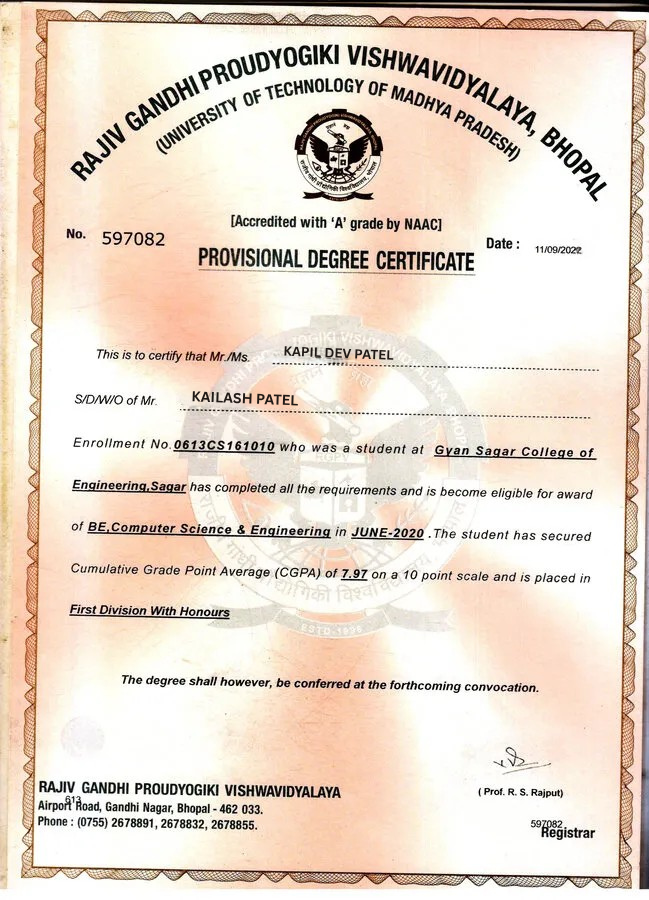 RAJIV GANDHI PROUDYOGIKI VISHWAVIDYALAYA, BHOPAL
(UNIVERSITY OF TECHNOLOGY OF MADHYA PRADESH)
[Accredited with ‘A’ grade by NAAC]
No. 597082
Date : 11/09/2022
PROVISIONAL DEGREE CERTIFICATE
This is to certify that Mr./Ms. KAPIL DEV PATEL
S/D/W/O of Mr. KAILASH PATEL
Enrollment No.0613CS161010 who was a student at Gyan Sagar College of
Engineering,Sagar has completed all the requirements and is become eligible for award
of BE,Computer Science & Engineering in JUNE-2020 .The student has secured
Cumulative Grade Point Average (CGPA) of 7.97 on a 10 point scale and is placed in
First Division With Honours
ESTD-1998
The degree shall however, be conferred at the forthcoming convocation.
RAJIV GANDHI PROUDYOGIKI VISHWAVIDYALAYA
613
Airport Road, Gandhi Nagar, Bhopal - 462 033.
Phone : (0755) 2678891, 2678832, 2678855.
( Prof. R. S. Rajput)
597082
Registrar